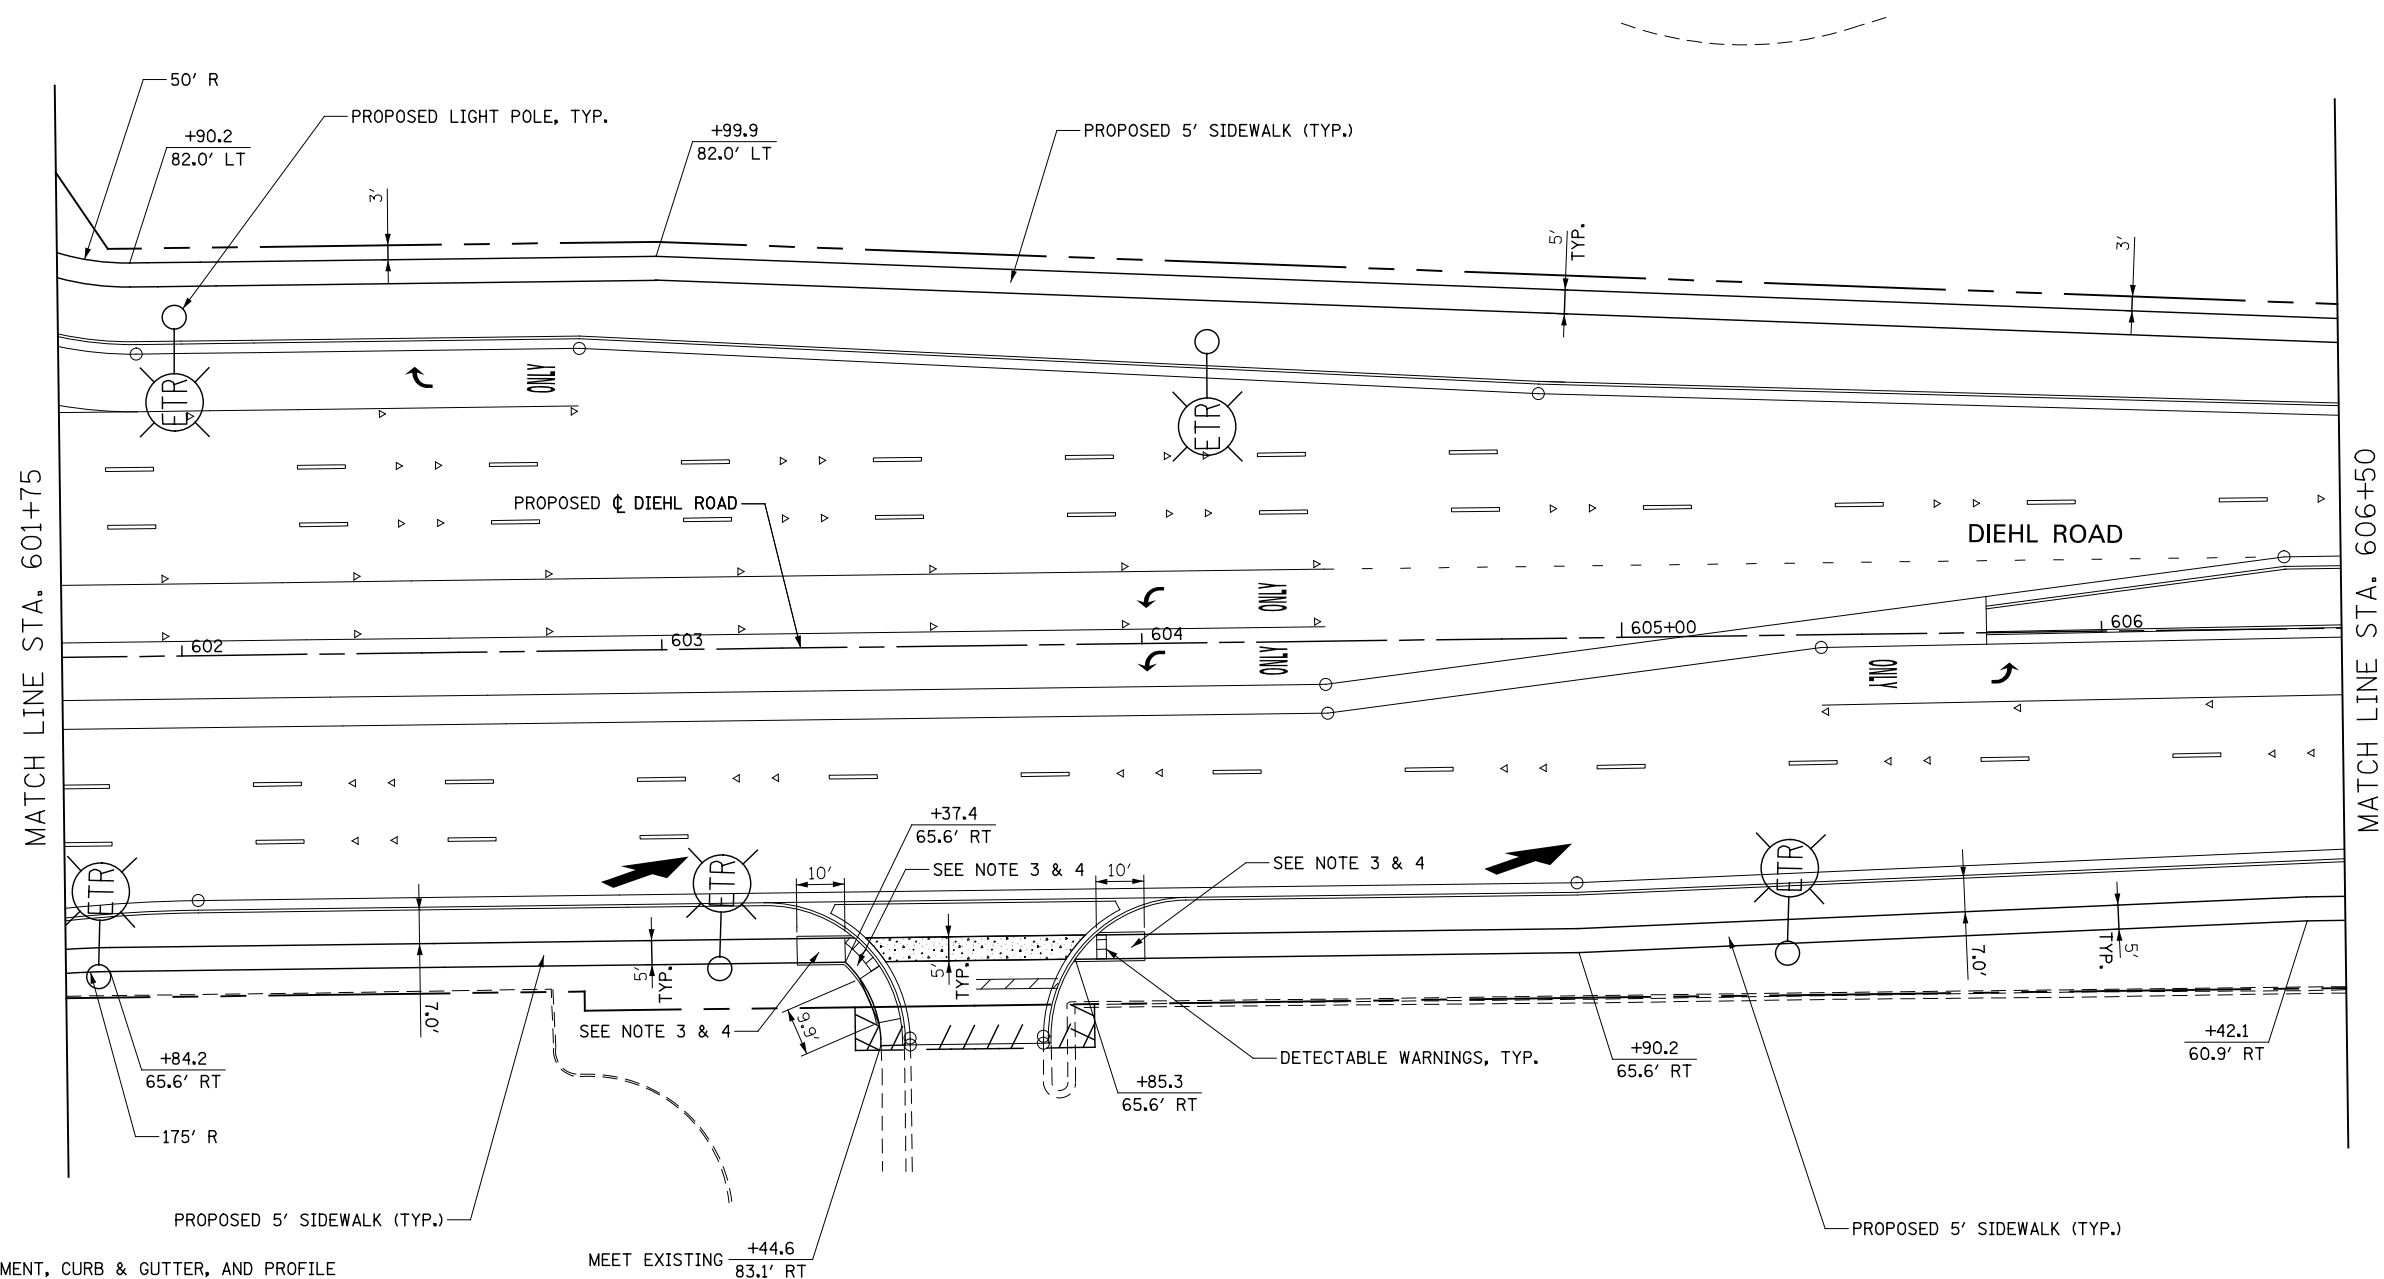 50' R
PROPOSED LIGHT POLE, TYP.
+90.2
82.0' LT
+99.9
82.0' LT
PROPOSED 5' SIDEWALK (TYP.)
3'
5'
TYP.
3'
ONLY
ETR
ETR
PROPOSED ℄ DIEHL ROAD
DIEHL ROAD
MATCH LINE STA. 601+75
MATCH LINE STA. 606+50
ONLY
602
603
604
605+00
606
ONLY
ONLY
+37.4
65.6' RT
SEE NOTE 3 & 4
SEE NOTE 3 & 4
10'
10'
ETR
ETR
ETR
7.0'
5'
TYP.
5'
TYP.
7.0'
5'
TYP.
9.9'
SEE NOTE 3 & 4
+84.2
65.6' RT
DETECTABLE WARNINGS, TYP.
+90.2
65.6' RT
+42.1
60.9' RT
+85.3
65.6' RT
175' R
PROPOSED 5' SIDEWALK (TYP.)
PROPOSED 5' SIDEWALK (TYP.)
MEET EXISTING
+44.6
83.1' RT
MENT, CURB & GUTTER, AND PROFILE